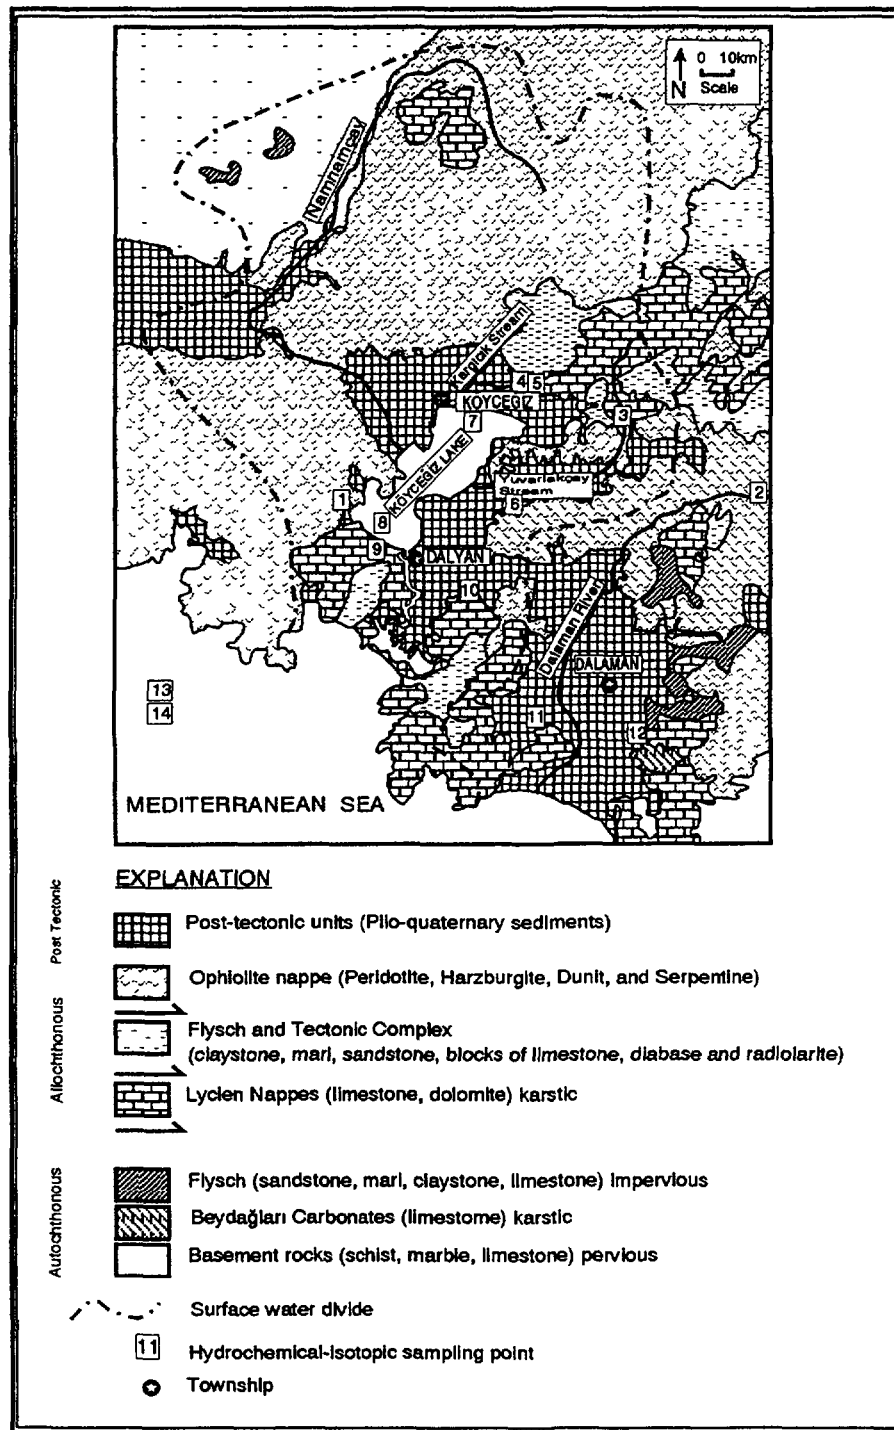 0 10km
N Scale
Namnamçay
Kargıcık Stream
4 5
KÖYCEĞİZ
7
3
KÖYCEĞİZ LAKE
Yuvarlakçay
Stream
6
2
1
8
9
DALYAN
10
Dalaman River
DALAMAN
11
12
13
14
MEDITERRANEAN SEA
EXPLANATION
Post Tectonic
Post-tectonic units (Plio-quaternary sediments)
Allochthonous
Ophiolite nappe (Peridotite, Harzburgite, Dunit, and Serpentine)
Flysch and Tectonic Complex
(claystone, marl, sandstone, blocks of limestone, diabase and radiolarite)
Lycien Nappes (limestone, dolomite) karstic
Autochthonous
Flysch (sandstone, marl, claystone, limestone) impervious
Beydağları Carbonates (limestome) karstic
Basement rocks (schist, marble, limestone) pervious
Surface water divide
11 Hydrochemical-isotopic sampling point
Township